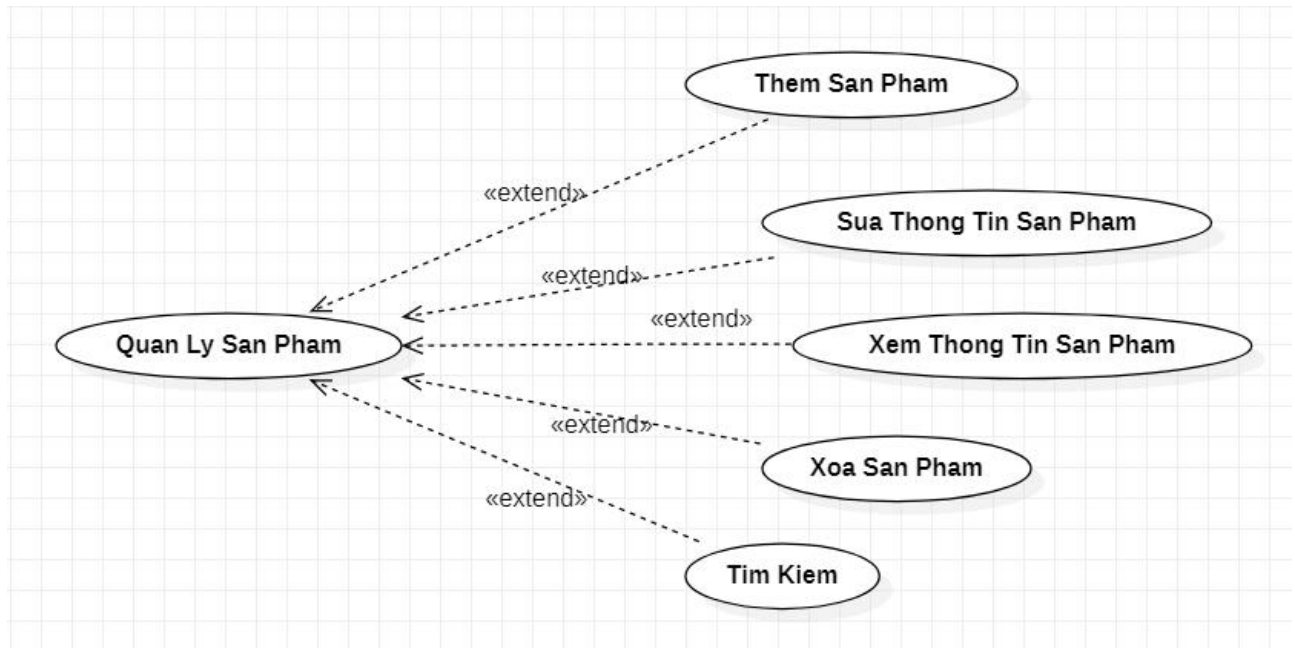 Them San Pham
«extend»
Sua Thong Tin San Pham
«extend»
«extend»
Quan Ly San Pham
Xem Thong Tin San Pham
«extend»
Xoa San Pham
«extend»
Tim Kiem